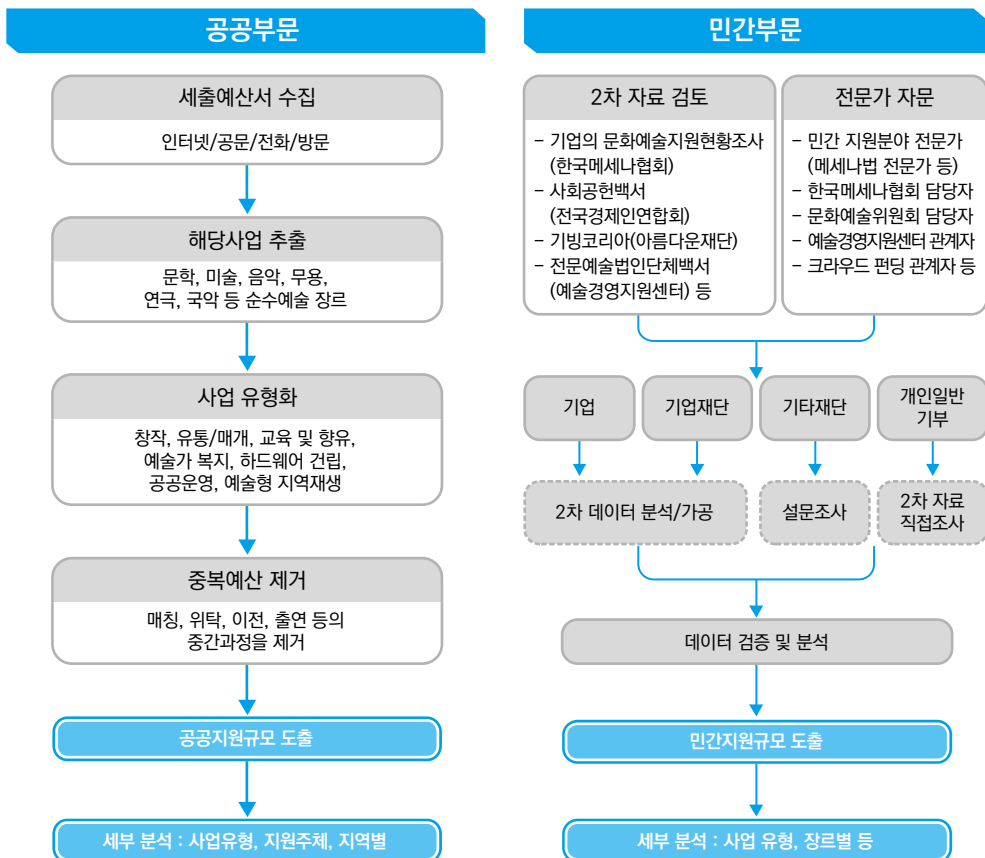 공공부문
세출예산서 수집
인터넷/공문/전화/방문
해당사업 추출
문학, 미술, 음악, 무용,
연극, 국악 등 순수예술 장르
사업 유형화
창작, 유통/매개, 교육 및 향유,
예술가 복지, 하드웨어 건립,
공공운영, 예술형 지역재생
중복예산 제거
매칭, 위탁, 이전, 출연 등의
중간과정을 제거
공공지원규모 도출
세부 분석 : 사업유형, 지원주체, 지역별
민간부문
2차 자료 검토
– 기업의 문화예술지원현황조사
(한국메세나협회)
– 사회공헌백서
(전국경제인연합회)
– 기빙코리아(아름다운재단)
– 전문예술법인단체백서
(예술경영지원센터) 등
전문가 자문
– 민간 지원분야 전문가
(메세나법 전문가 등)
– 한국메세나협회 담당자
– 문화예술위원회 담당자
– 예술경영지원센터 관계자
– 크라우드 펀딩 관계자 등
기업
기업재단
기타재단
개인일반
기부
2차 데이터 분석/가공
설문조사
2차 자료
직접조사
데이터 검증 및 분석
민간지원규모 도출
세부 분석 : 사업 유형, 장르별 등